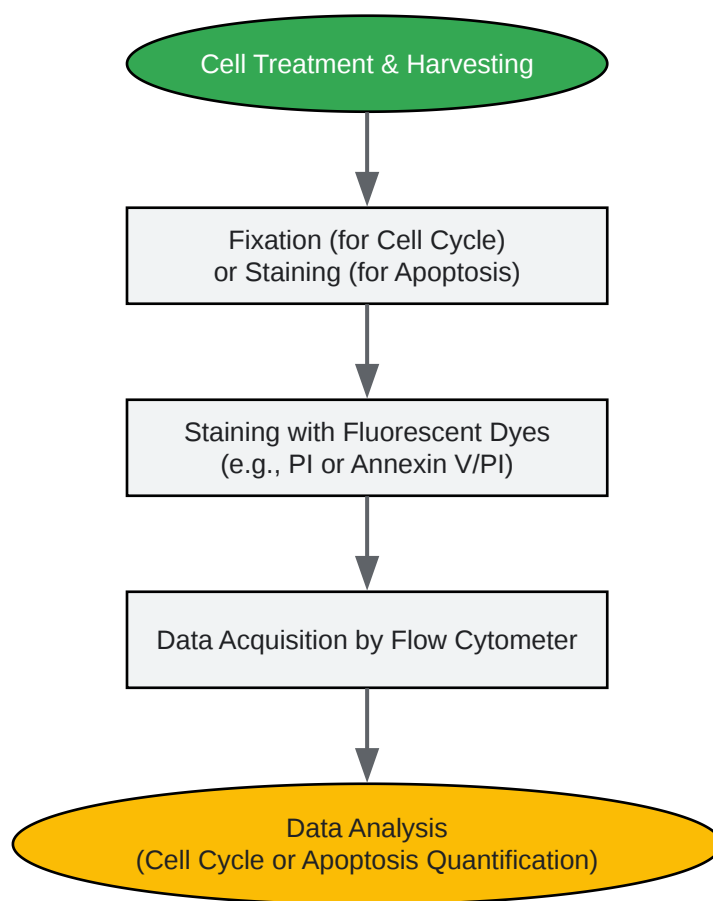 Cell Treatment & Harvesting
Fixation (for Cell Cycle)
or Staining (for Apoptosis)
Staining with Fluorescent Dyes
(e.g., PI or Annexin V/PI)
Data Acquisition by Flow Cytometer
Data Analysis
(Cell Cycle or Apoptosis Quantification)